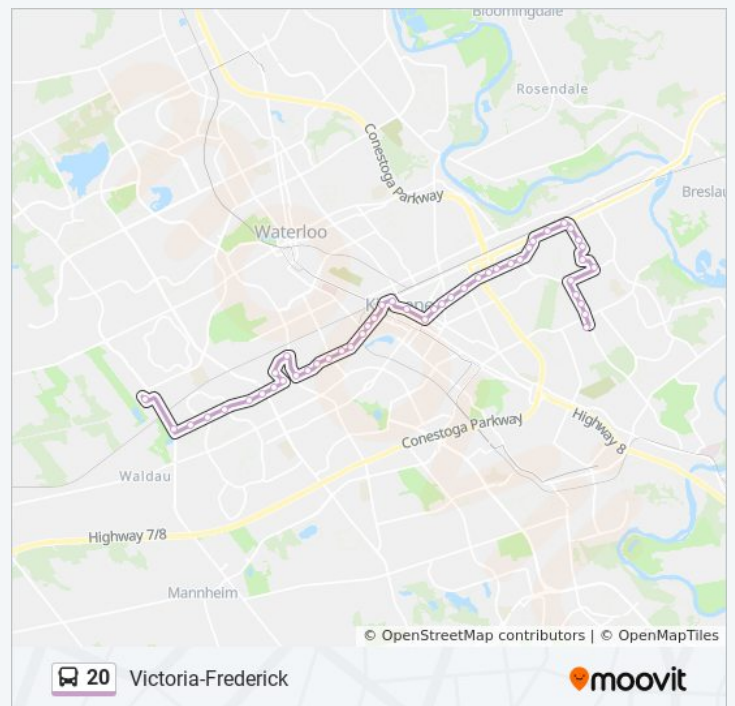 Bloomingdale
Rosendale
Conestoga Parkway
Breslau
Waterloo
Conestoga Parkway
Highway 8
Waldau
Highway 7/8
Mannheim
© OpenStreetMap contributors | © OpenMapTiles
20 Victoria-Frederick
moovit